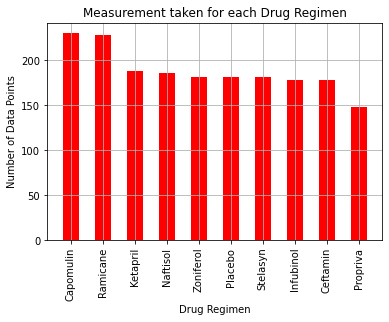 Measurement taken for each Drug Regimen
Number of Data Points
200
150
100
50
0
Capomulin
Ramicane
Ketapril
Naftisol
Zoniferol
Placebo
Stelasyn
Infubinol
Ceftamin
Propriva
Drug Regimen